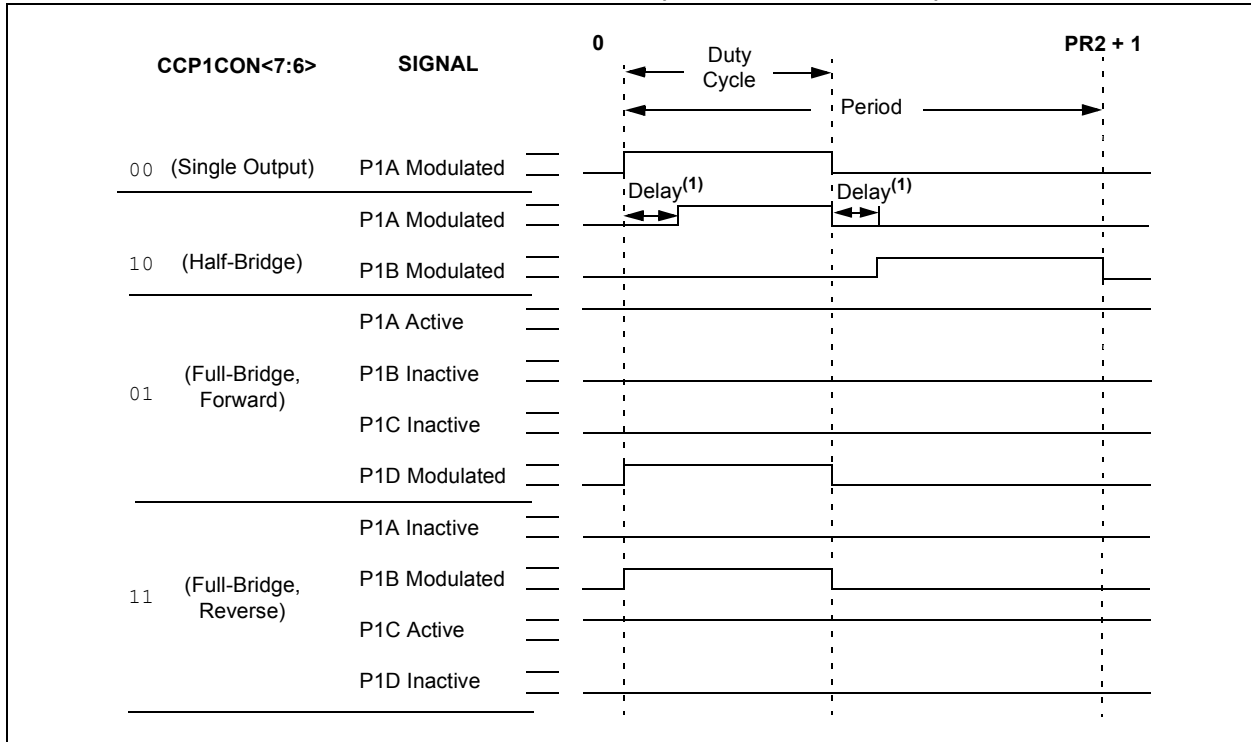 0
PR2 + 1
CCP1CON<7:6>
SIGNAL
Duty
Cycle
Period
00 (Single Output) P1A Modulated
Delay(1)
Delay(1)
P1A Modulated
10 (Half-Bridge) P1B Modulated
P1A Active
01 (Full-Bridge,
Forward)
P1B Inactive
P1C Inactive
P1D Modulated
P1A Inactive
11 (Full-Bridge,
Reverse)
P1B Modulated
P1C Active
P1D Inactive